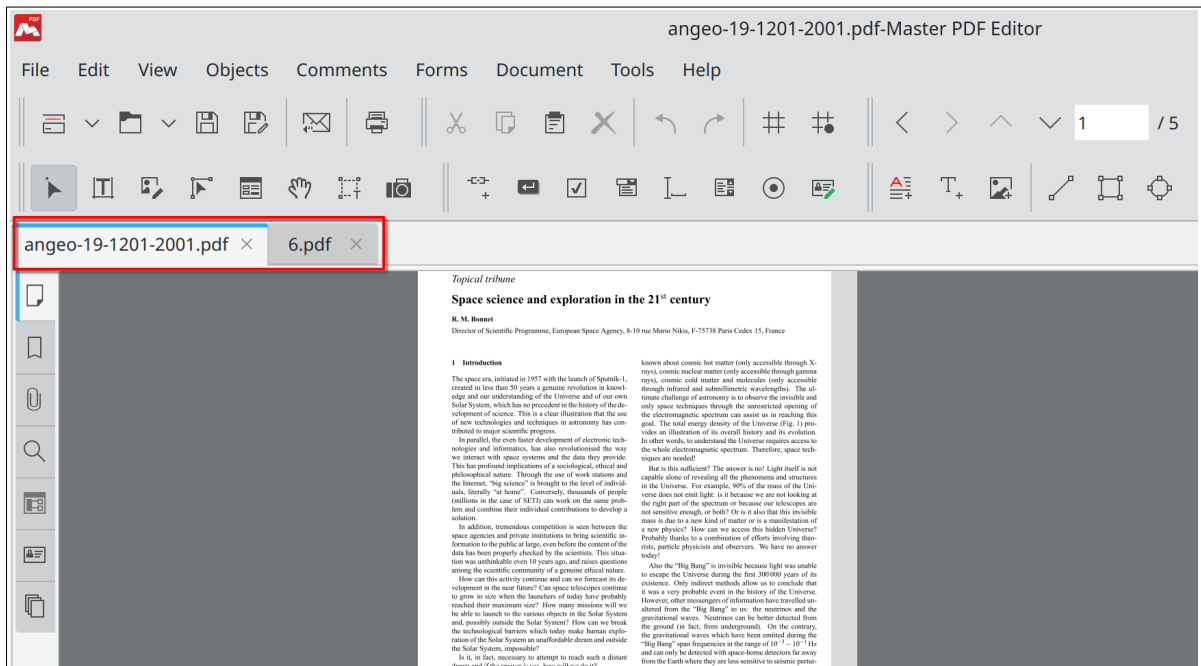 PDF
angeo-19-1201-2001.pdf-Master PDF Editor
File Edit View Objects Comments Forms Document Tools Help
1 / 5
angeo-19-1201-2001.pdf 6.pdf
Topical tribune
Space science and exploration in the 21st century
R. M. Bonnet
Director of Scientific Programme, European Space Agency, 8-10 rue Mario Nikis, F-75738 Paris Cedex 15, France
1 Introduction
The space era, initiated in 1957 with the launch of Sputnik-1,
created in less than 50 years a genuine revolution in knowl-
edge and our understanding of the Universe and of our own
Solar System, which has no precedent in the history of the de-
velopment of science. This is a clear illustration that the use
of new technologies and techniques in astronomy has con-
tributed to major scientific progress.
In parallel, the even faster development of electronic tech-
nologies and informatics, has also revolutionised the way
we interact with space systems and the data they provide.
This has profound implications of a sociological, ethical and
philosophical nature. Through the use of work stations and
the Internet, “big science” is brought to the level of individ-
uals, literally “at home”. Conversely, thousands of people
(millions in the case of SETI) can work on the same prob-
lem and combine their individual contributions to develop a
solution.
In addition, tremendous competition is seen between the
space agencies and private institutions to bring scientific in-
formation to the public at large, even before the content of the
data has been properly checked by the scientists. This situa-
tion was unthinkable even 10 years ago, and raises questions
among the scientific community of a genuine ethical nature.
How can this activity continue and can we forecast its de-
velopment in the near future? Can space telescopes continue
to grow in size when the launchers of today have probably
reached their maximum size? How many missions will we
be able to launch to the various objects in the Solar System
and, possibly outside the Solar System? How can we break
the technological barriers which today make human explo-
ration of the Solar System an unaffordable dream and outside
the Solar System, impossible?
Is it, in fact, necessary to attempt to reach such a distant
dream and if the answer is yes, how will we do it?
known about cosmic hot matter (only accessible through X-
rays), cosmic nuclear matter (only accessible through gamma
rays), cosmic cold matter and molecules (only accessible
through infrared and submillimetric wavelengths). The ul-
timate challenge of astronomy is to observe the invisible and
only space techniques through the unrestricted opening of
the electromagnetic spectrum can assist us in reaching this
goal. The total energy density of the Universe (Fig. 1) pro-
vides an illustration of its overall history and its evolution.
In other words, to understand the Universe requires access to
the whole electromagnetic spectrum. Therefore, space tech-
niques are needed!
But is this sufficient? The answer is no! Light itself is not
capable alone of revealing all the phenomena and structures
in the Universe. For example, 90% of the mass of the Uni-
verse does not emit light: is it because we are not looking at
the right part of the spectrum or because our telescopes are
not sensitive enough, or both? Or is it also that this invisible
mass is due to a new kind of matter or is a manifestation of
a new physics? How can we access this hidden Universe?
Probably thanks to a combination of efforts involving theo-
rists, particle physicists and observers. We have no answer
today!
Also the “Big Bang” is invisible because light was unable
to escape the Universe during the first 300 000 years of its
existence. Only indirect methods allow us to conclude that
it was a very probable event in the history of the Universe.
However, other messengers of information have travelled un-
altered from the “Big Bang” to us: the neutrinos and the
gravitational waves. Neutrinos can be better detected from
the ground (in fact, from underground). On the contrary,
the gravitational waves which have been emitted during the
“Big Bang” span frequencies in the range of 10⁻³ – 10⁻¹ Hz
and can only be detected with space-borne detectors far away
from the Earth where they are less sensitive to seismic pertur-